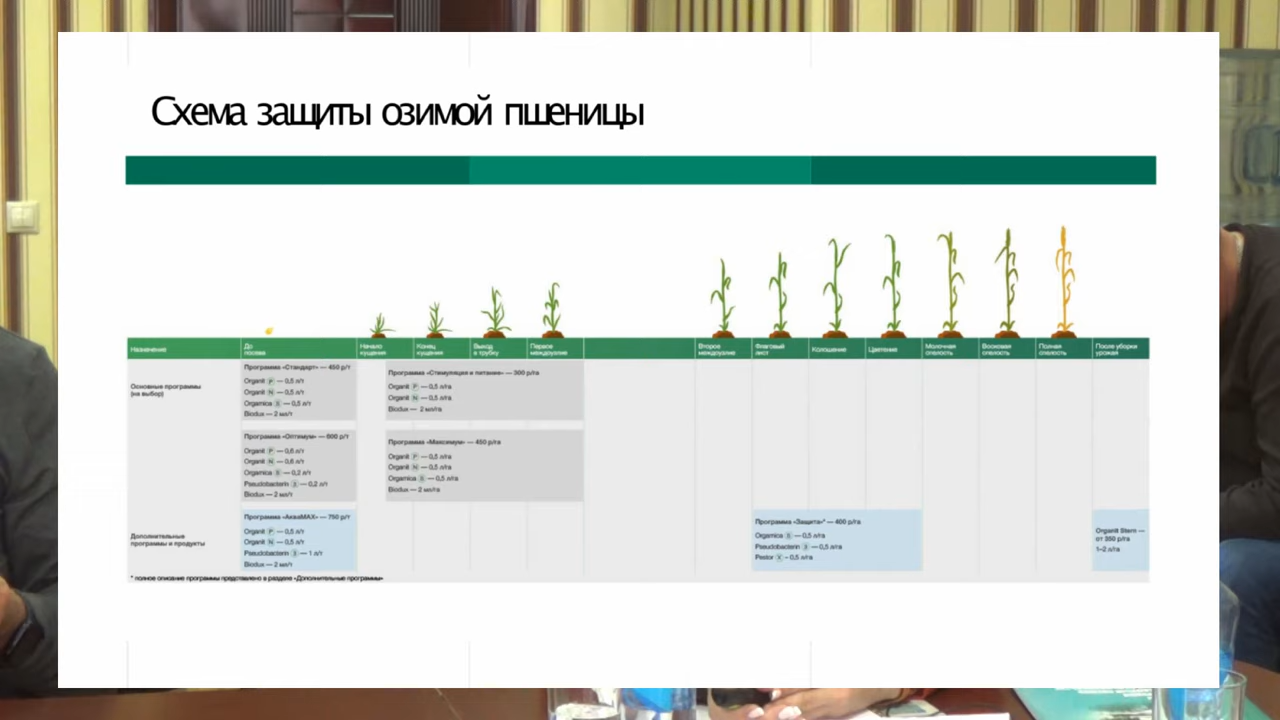 Схема защиты озимой пшеницы
Назначение
До
посева
Начало
кущения
Конец
кущения
Выход
в трубку
Первое
междоузлие
Второе
междоузлие
Флаговый
лист
Колошение
Цветение
Молочная
спелость
Восковая
спелость
Полная
спелость
После уборки
урожая
Основные программы
(на выбор)
Программа «Стандарт» — 450 р/т
Organit P — 0,5 л/т
Organit N — 0,5 л/т
Orgamica S — 0,5 л/т
Biodux — 2 мл/т
Программа «Стимуляция и питание» — 300 р/га
Organit P — 0,5 л/га
Organit N — 0,5 л/га
Biodux — 2 мл/га
Программа «Оптимум» — 600 р/т
Organit P — 0,6 л/т
Organit N — 0,6 л/т
Orgamica S — 0,2 л/т
Pseudobacterin 3 — 0,2 л/т
Biodux — 2 мл/т
Программа «Максимум» — 450 р/га
Organit P — 0,5 л/га
Organit N — 0,5 л/га
Orgamica S — 0,5 л/га
Biodux — 2 мл/га
Дополнительные
программы и продукты
Программа «АкваМАХ» — 750 р/т
Organit P — 0,5 л/т
Organit N — 0,5 л/т
Pseudobacterin 3 — 1 л/т
Biodux — 2 мл/т
Программа «Защита»* — 400 р/га
Orgamica S — 0,5 л/га
Pseudobacterin 3 — 0,5 л/га
Pestor X – 0,5 л/га
Organit Stern —
от 350 р/га
1–2 л/га
* полное описание программы представлено в разделе «Дополнительные программы»